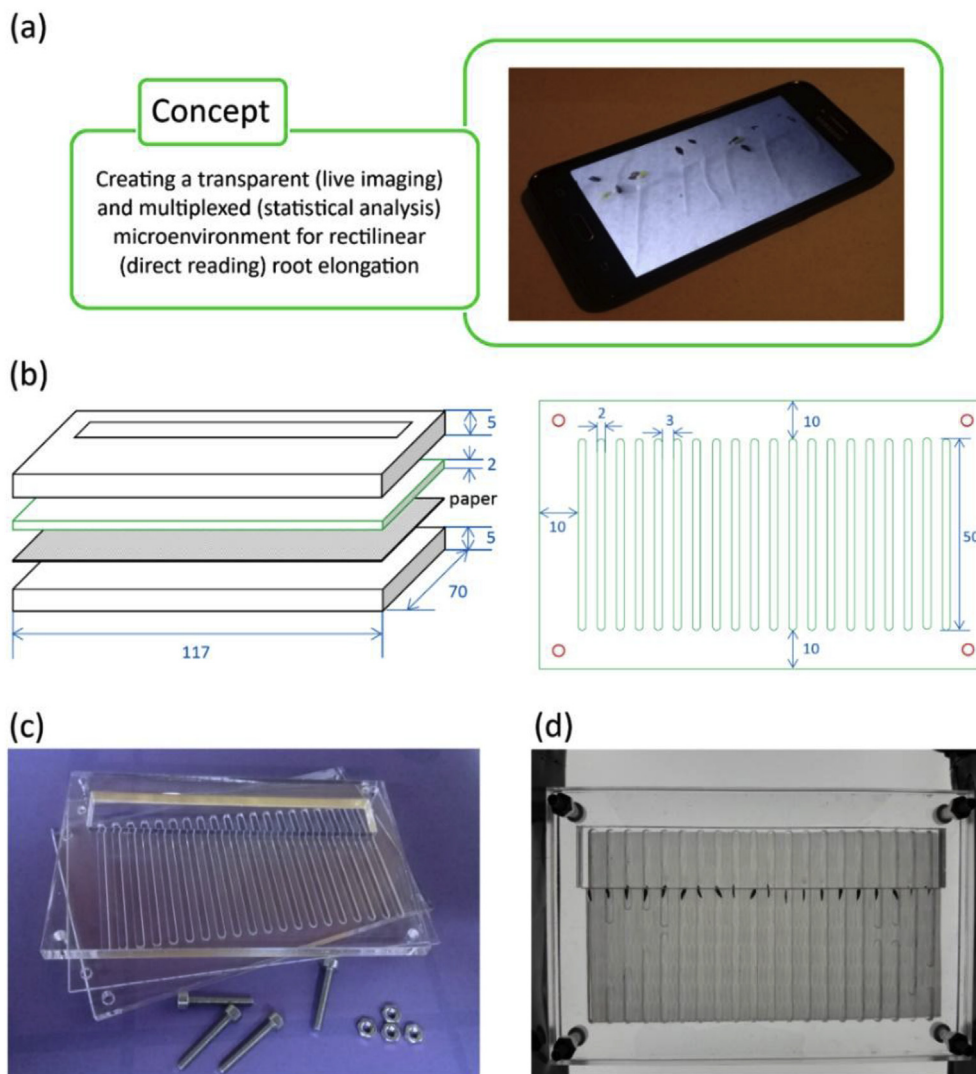 (a)
Concept
Creating a transparent (live imaging)
and multiplexed (statistical analysis)
microenvironment for rectilinear
(direct reading) root elongation
(b)
5
2
paper
5
70
117
2
3
10
10
50
10
(c)
(d)